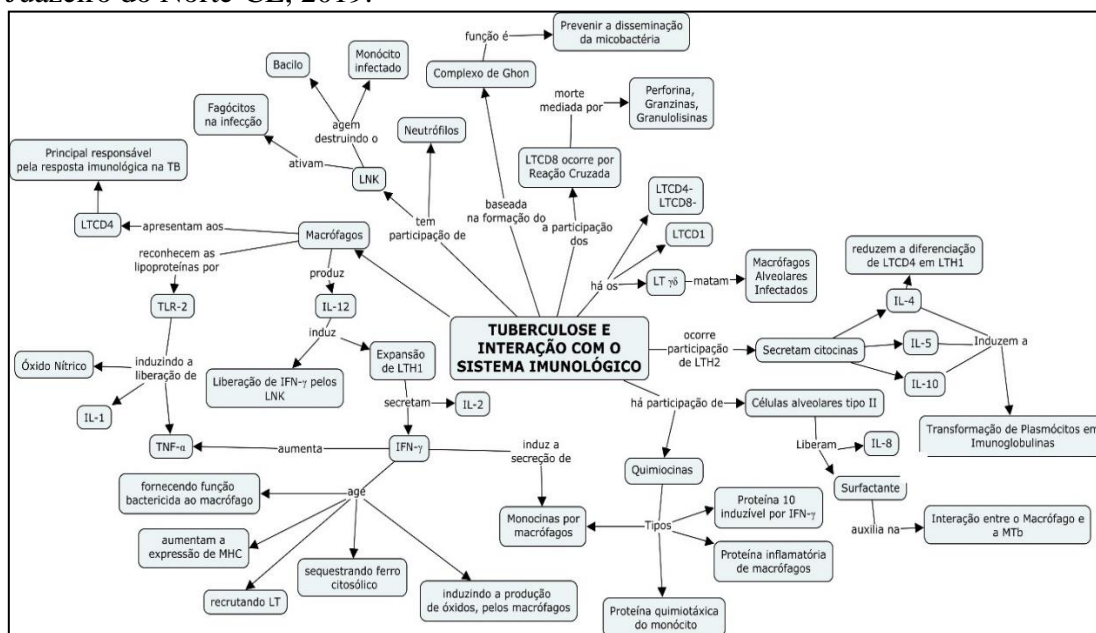 Juazeiro do Norte-CE, 2019.
função é
Prevenir a disseminação
da micobactéria
Bacilo
Monócito
infectado
Complexo de Ghon
Fagócitos
na infecção
agem
destruindo o
morte
mediada por
Perforina,
Granzinas,
Granulolisinas
Neutrófilos
ativam
Principal responsável
pela resposta imunológica na TB
LNK
LTCD8 ocorre por
Reação Cruzada
LTCD4-
LTCD8-
baseada
na formação do
tem
participação de
a participação
dos
LTCD4
apresentam aos
Macrófagos
LTCD1
reconhecem as
lipoproteínas por
produz
há os
LT γδ
matam
Macrófagos
Alveolares
Infectados
reduzem a diferenciação
de LTCD4 em LTH1
TLR-2
IL-12
IL-4
induz
TUBERCULOSE E
INTERAÇÃO COM O
SISTEMA IMUNOLÓGICO
ocorre
participação
de LTH2
Secretam citocinas
IL-5
Induzem a
Óxido Nítrico
induzindo a
liberação de
Expansão
de LTH1
Liberação de IFN-γ pelos
LNK
IL-10
IL-1
secretam
IL-2
há participação de
Células alveolares tipo II
TNF-α
aumenta
IFN-γ
induz a
secreção de
Liberam
IL-8
Transformação de Plasmócitos em
Imunoglobulinas
Quimiocinas
fornecendo função
bactericida ao macrófago
age
Surfactante
Monocinas por
macrófagos
Tipos
Proteína 10
induzível por IFN-γ
auxilia na
Interação entre o Macrófago e
a MTb
aumentam a
expressão de MHC
sequestrando ferro
citosólico
Proteína inflamatória
de macrófagos
recrutando LT
induzindo a produção
de óxidos, pelos macrófagos
Proteína quimiotáxica
do monócito